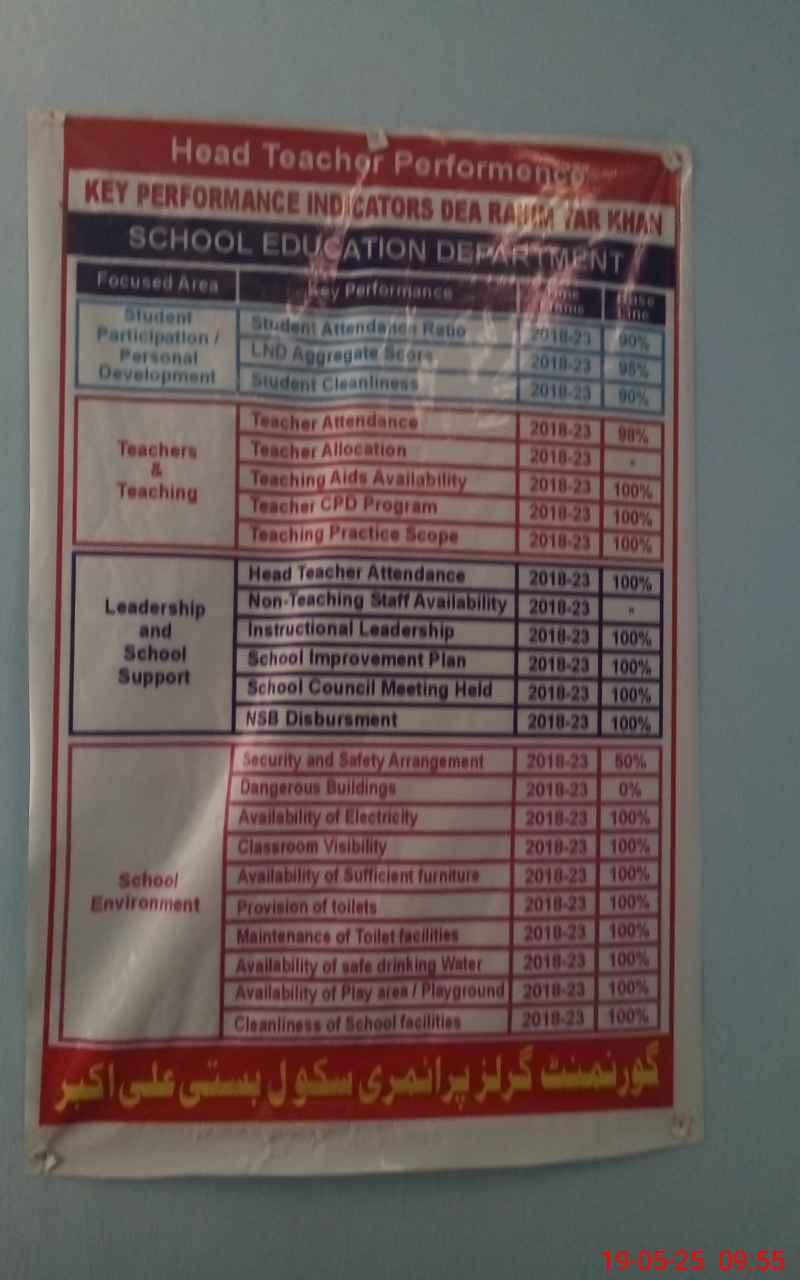 Head Teacher Performence
KEY PERFORMANCE INDICATORS DEA RAHIM YAR KHAN
SCHOOL EDUCATION DEPARTMENT
Focused Area Key Performance Time Frame Base Line
Student Participation / Personal Development
Student Attendance Ratio 2018-23 90%
LND Aggregate Score 2018-23 95%
Student Cleanliness 2018-23 90%
Teachers & Teaching
Teacher Attendance 2018-23 98%
Teacher Allocation 2018-23 -
Teaching Aids Availability 2018-23 100%
Teacher CPD Program 2018-23 100%
Teaching Practice Scope 2018-23 100%
Leadership and School Support
Head Teacher Attendance 2018-23 100%
Non-Teaching Staff Availability 2018-23 -
Instructional Leadership 2018-23 100%
School Improvement Plan 2018-23 100%
School Council Meeting Held 2018-23 100%
NSB Disbursment 2018-23 100%
School Environment
Security and Safety Arrangement 2018-23 50%
Dangerous Buildings 2018-23 0%
Availability of Electricity 2018-23 100%
Classroom Visibility 2018-23 100%
Availability of Sufficient furniture 2018-23 100%
Provision of toilets 2018-23 100%
Maintenance of Toilet facilities 2018-23 100%
Availability of safe drinking Water 2018-23 100%
Availability of Play area / Playground 2018-23 100%
Cleanliness of School facilities 2018-23 100%
گورنمنٹ گرلز پرائمری سکول بستی علی اکبر
19-05-25 09:55